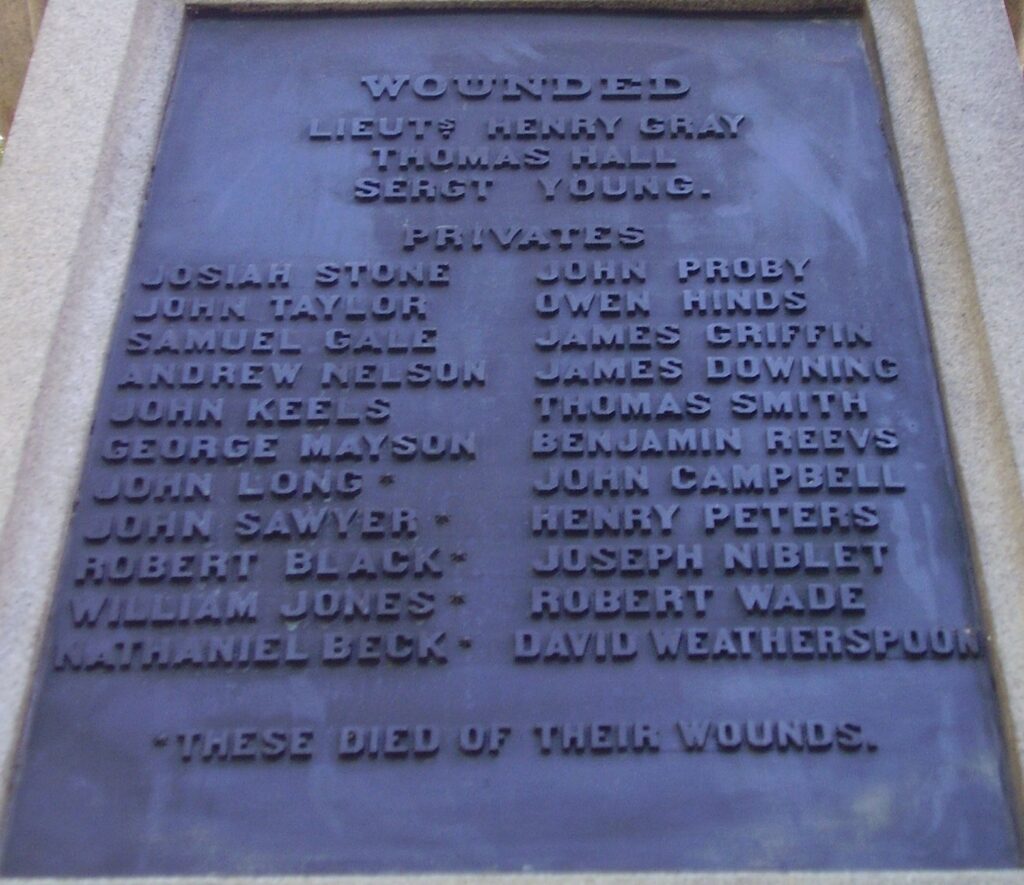 WOUNDED
LIEUTS HENRY GRAY
THOMAS HALL
SERGT YOUNG.
PRIVATES
JOSIAH STONE JOHN PROBY
JOHN TAYLOR OWEN HINDS
SAMUEL GALE JAMES GRIFFIN
ANDREW NELSON JAMES DOWNING
JOHN KEELS THOMAS SMITH
GEORGE MAYSON BENJAMIN REEVS
JOHN LONG * JOHN CAMPBELL
JOHN SAWYER * HENRY PETERS
ROBERT BLACK * JOSEPH NIBLET
WILLIAM JONES * ROBERT WADE
NATHANIEL BECK * DAVID WEATHERSPOON
*THESE DIED OF THEIR WOUNDS.